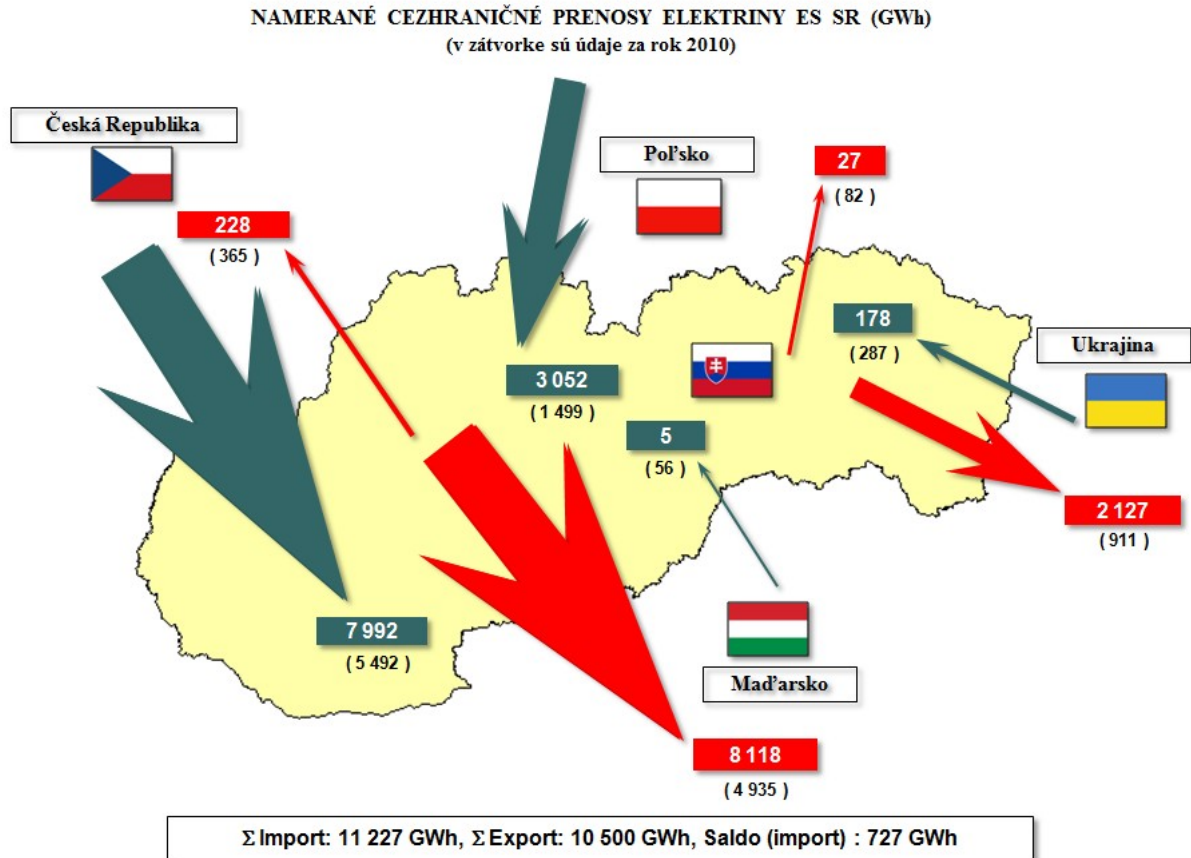 NAMERANÉ CEZHRANIČNÉ PRENOSY ELEKTRINY ES SR (GWh)
(v zátvorke sú údaje za rok 2010)
Česká Republika
Poľsko
27
(82)
228
(365)
178
(287)
Ukrajina
3 052
(1 499)
5
(56)
2 127
(911)
7 992
(5 492)
Maďarsko
8 118
(4 935)
Σ Import: 11 227 GWh, Σ Export: 10 500 GWh, Saldo (import) : 727 GWh